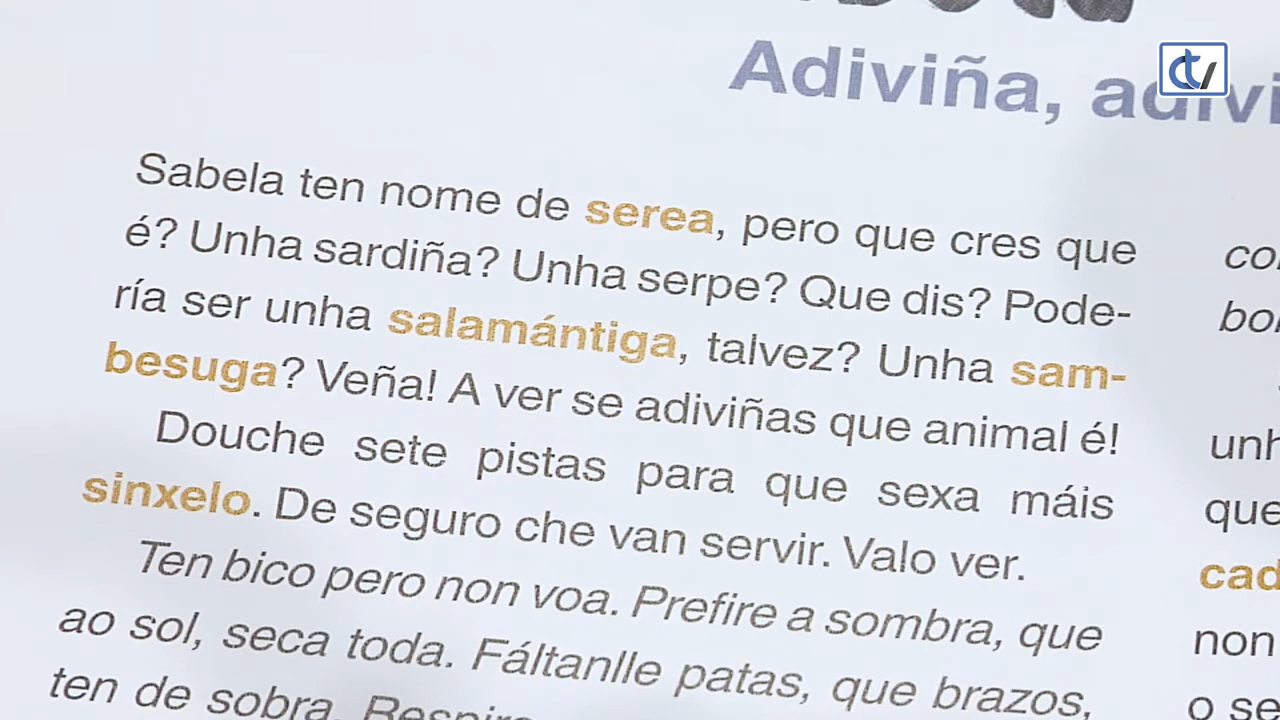 Adiviña,
Sabela ten nome de serea, pero que cres que
é? Unha sardiña? Unha serpe? Que dis? Pode-
ría ser unha salamántiga, talvez? Unha sam-
besuga? Veña! A ver se adiviñas que animal é!
Douche sete pistas para que sexa máis
sinxelo. De seguro che van servir. Valo ver.
Ten bico pero non voa. Prefire a sombra, que
ao sol, seca toda. Fáltanlle patas, que brazos,
ten de sobra.
unh
que
cad
non
o se